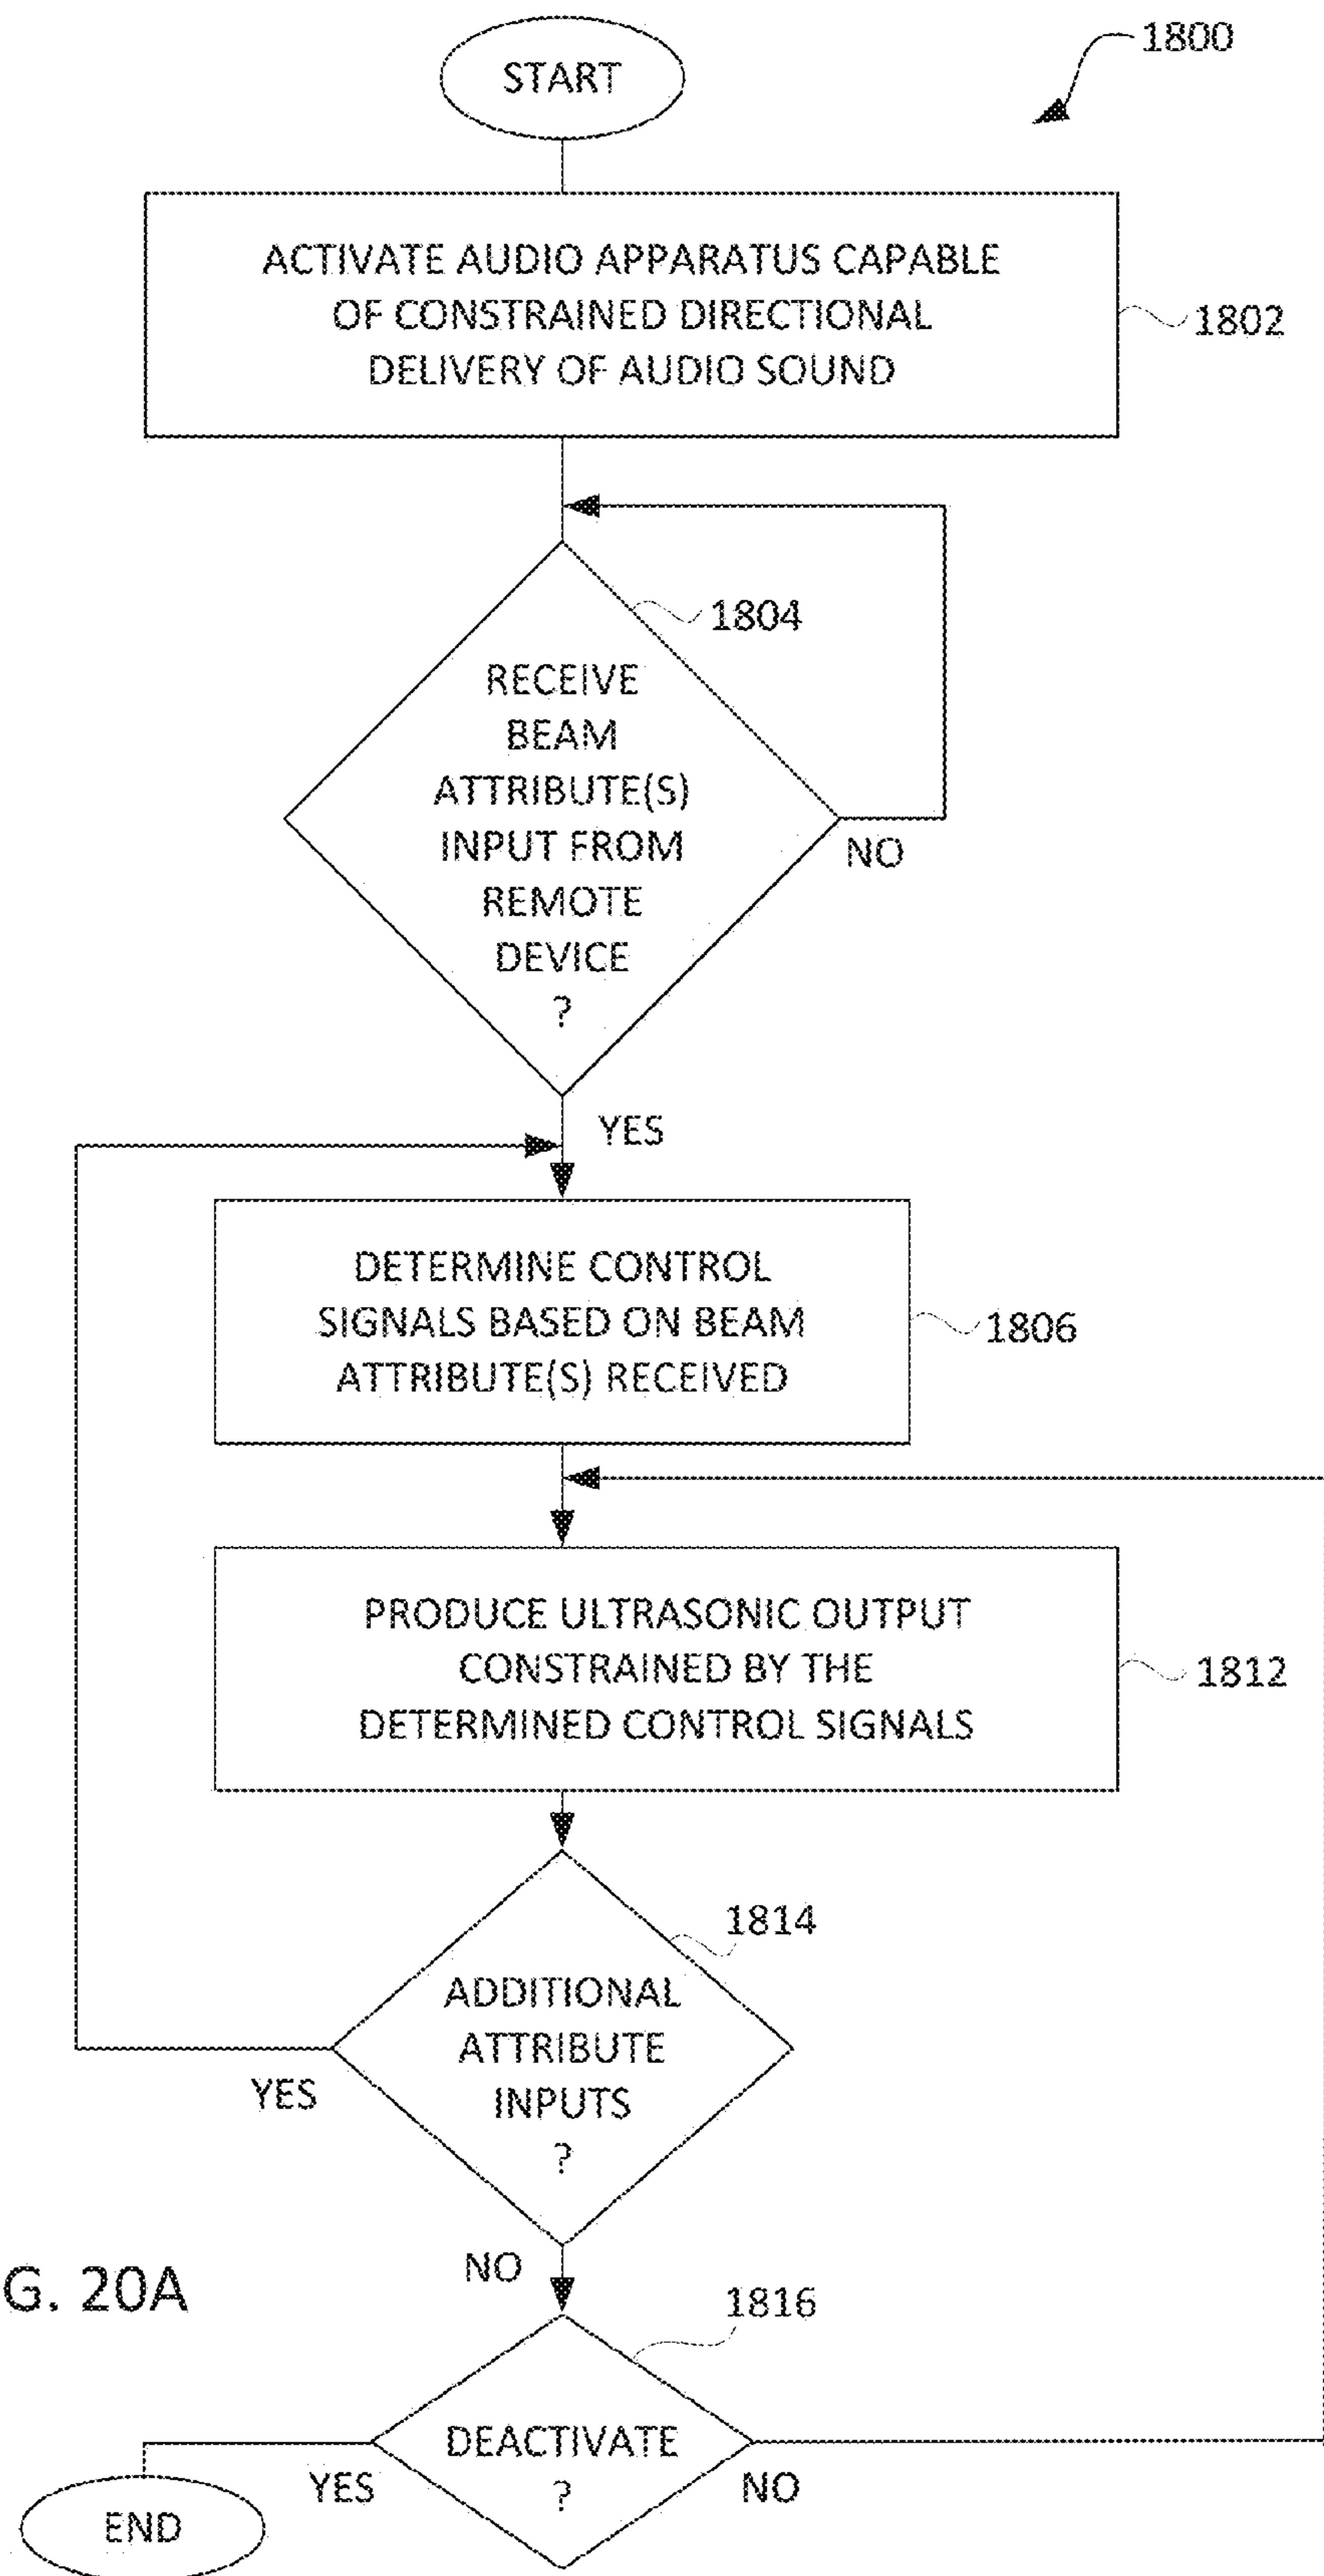 1800
START
ACTIVATE AUDIO APPARATUS CAPABLE
OF CONSTRAINED DIRECTIONAL
DELIVERY OF AUDIO SOUND
1802
1804
RECEIVE
BEAM
ATTRIBUTE(S)
INPUT FROM
REMOTE
DEVICE
?
NO
YES
DETERMINE CONTROL
SIGNALS BASED ON BEAM
ATTRIBUTE(S) RECEIVED
1806
PRODUCE ULTRASONIC OUTPUT
CONSTRAINED BY THE
DETERMINED CONTROL SIGNALS
1812
1814
ADDITIONAL
ATTRIBUTE
INPUTS
?
YES
NO
G. 20A
1816
DEACTIVATE
?
YES
NO
END